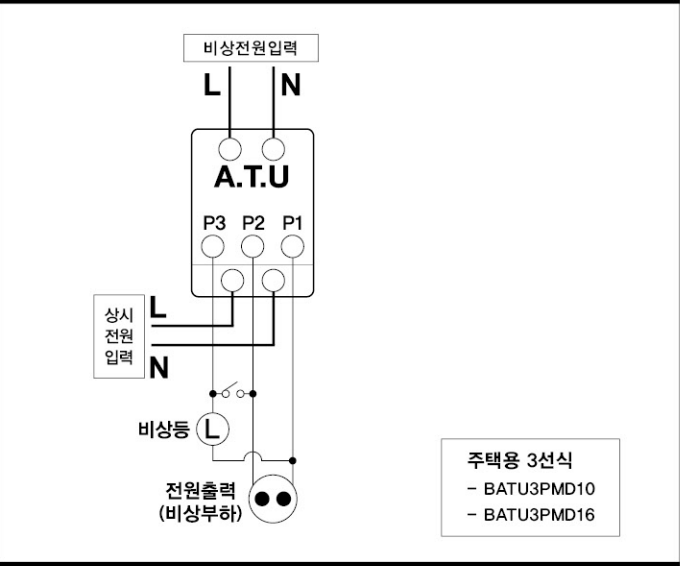 비상전원입력
L N
A.T.U
P3 P2 P1
L
상시
전원
입력
N
비상등 L
전원출력
(비상부하)
주택용 3선식
- BATU3PMD10
- BATU3PMD16